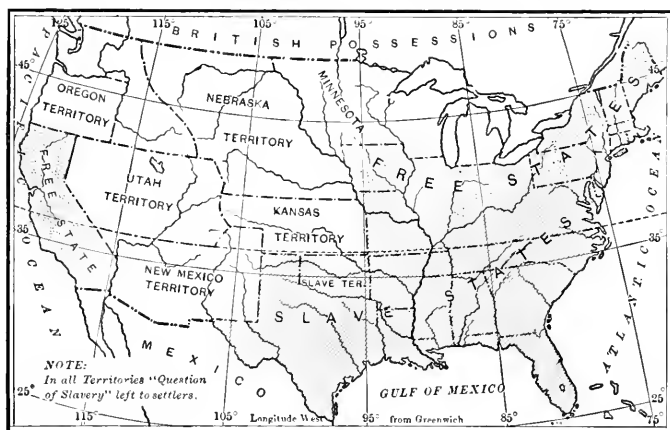 125° 115° 105° 95° 85° 75°
BRITISH POSSESSIONS
PACIFIC
OCEAN
45°
45°
OREGON
TERRITORY
NEBRASKA
TERRITORY
MINNESOTA
FREE STATES
FREE STATE
UTAH
TERRITORY
KANSAS
TERRITORY
35°
35°
NEW MEXICO
TERRITORY
SLAVE TER.
SLAVE STATES
ATLANTIC OCEAN
MEXICO
GULF OF MEXICO
NOTE:
In all Territories "Question
of Slavery" left to settlers.
25°
25°
115° 105° 95° 85° 75°
Longitude West from Greenwich